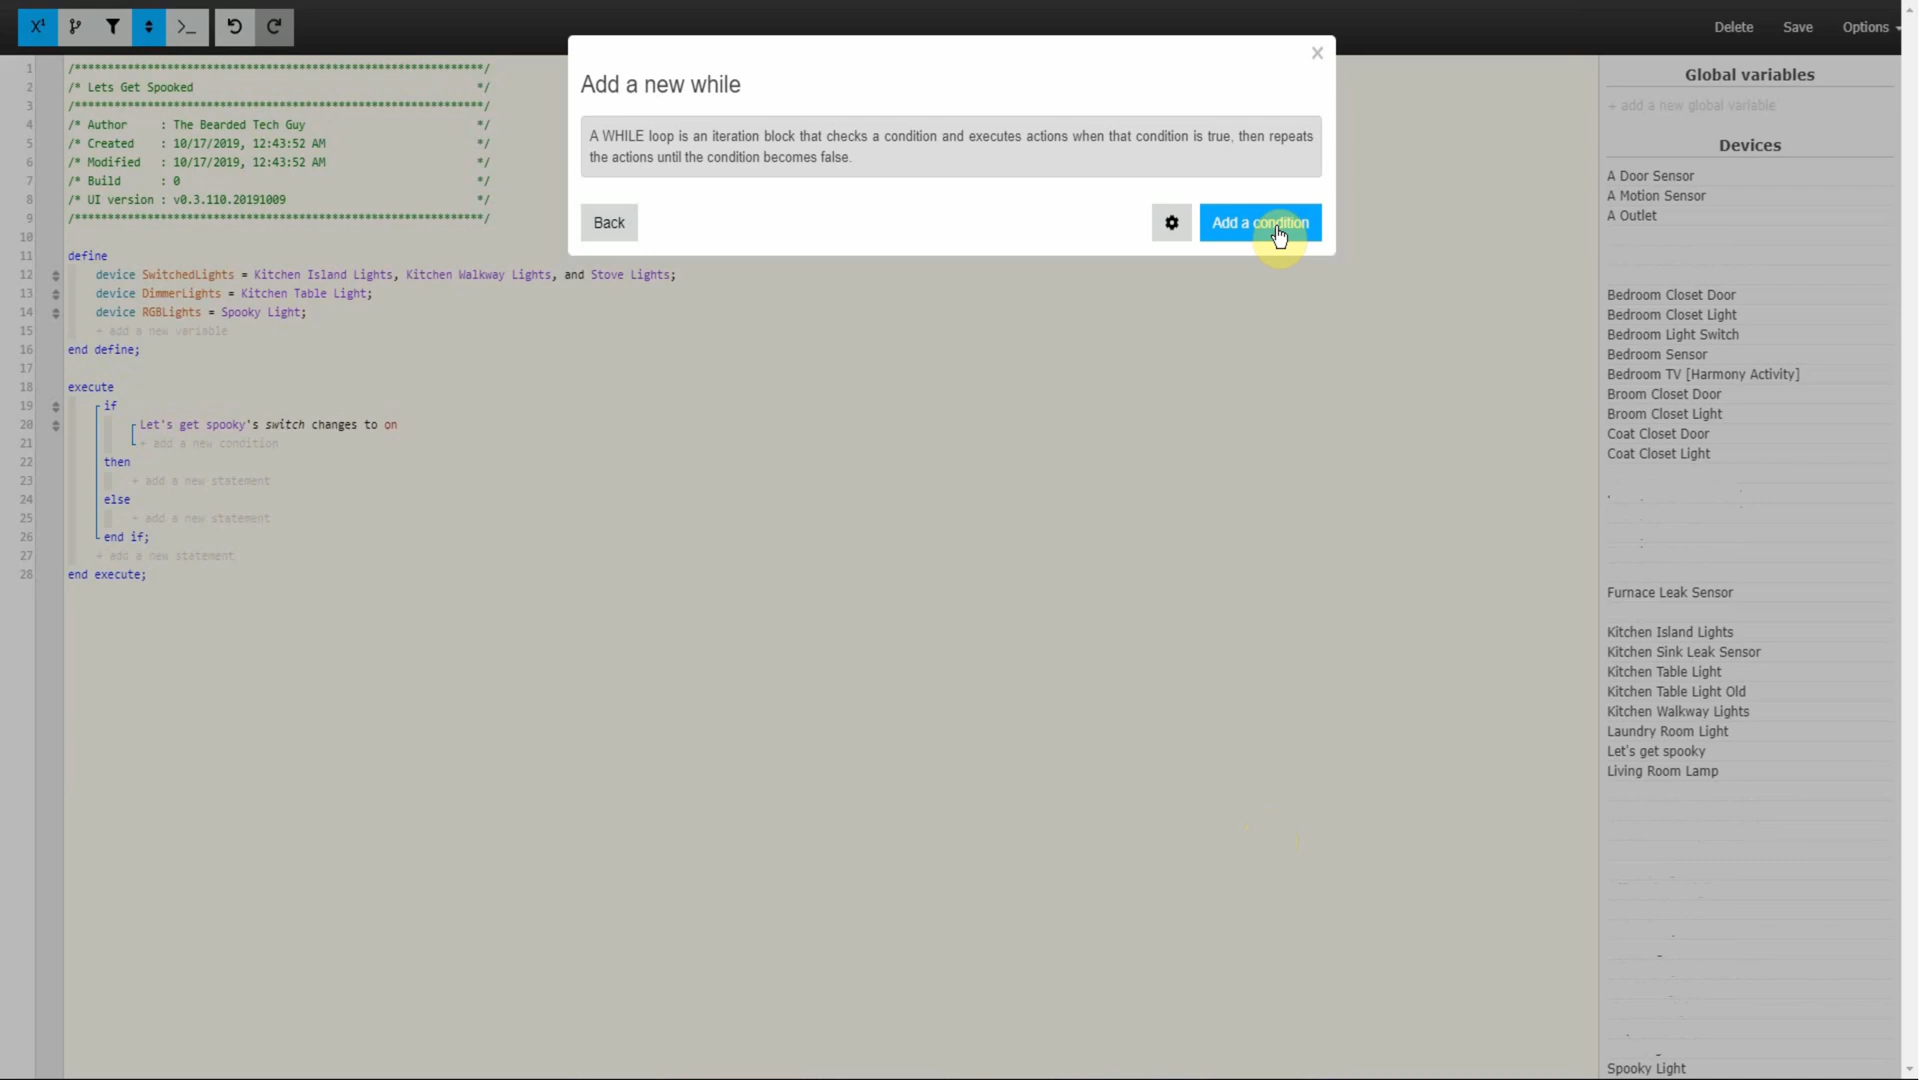 X¹
>_
Delete
Save
Options
1 /**************************************************************/
2 /* Lets Get Spooked */
3 /**************************************************************/
4 /* Author : The Bearded Tech Guy */
5 /* Created : 10/17/2019, 12:43:52 AM */
6 /* Modified : 10/17/2019, 12:43:52 AM */
7 /* Build : 0 */
8 /* UI version : v0.3.110.20191009 */
9 /**************************************************************/
10
11 define
12 device SwitchedLights = Kitchen Island Lights, Kitchen Walkway Lights, and Stove Lights;
13 device DimmerLights = Kitchen Table Light;
14 device RGBLights = Spooky Light;
15 + add a new variable
16 end define;
17
18 execute
19 if
20 Let's get spooky's switch changes to on
21 + add a new condition
22 then
23 + add a new statement
24 else
25 + add a new statement
26 end if;
27 + add a new statement
28 end execute;
×
Add a new while
A WHILE loop is an iteration block that checks a condition and executes actions when that condition is true, then repeats
the actions until the condition becomes false.
Back
Add a condition
Global variables
+ add a new global variable
Devices
A Door Sensor
A Motion Sensor
A Outlet
Bedroom Closet Door
Bedroom Closet Light
Bedroom Light Switch
Bedroom Sensor
Bedroom TV [Harmony Activity]
Broom Closet Door
Broom Closet Light
Coat Closet Door
Coat Closet Light
Furnace Leak Sensor
Kitchen Island Lights
Kitchen Sink Leak Sensor
Kitchen Table Light
Kitchen Table Light Old
Kitchen Walkway Lights
Laundry Room Light
Let's get spooky
Living Room Lamp
Spooky Light